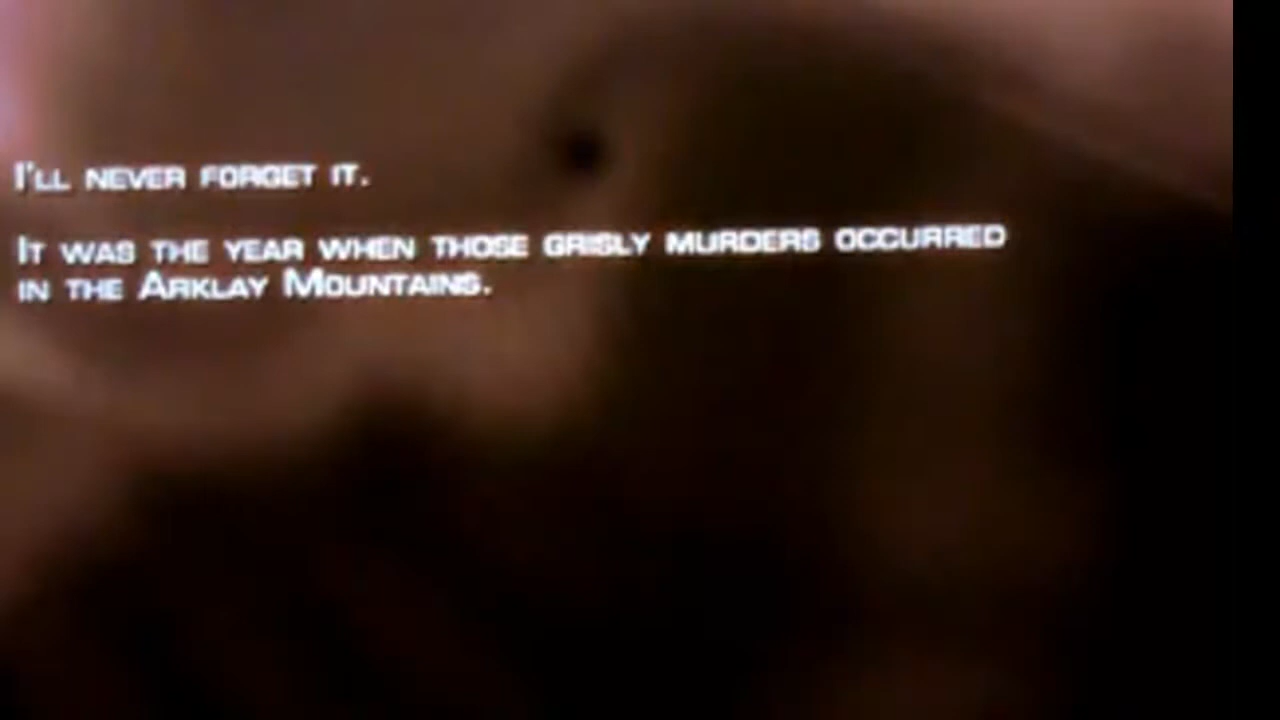 I'll never forget it.
It was the year when those grisly murders occurred
in the Arklay Mountains.